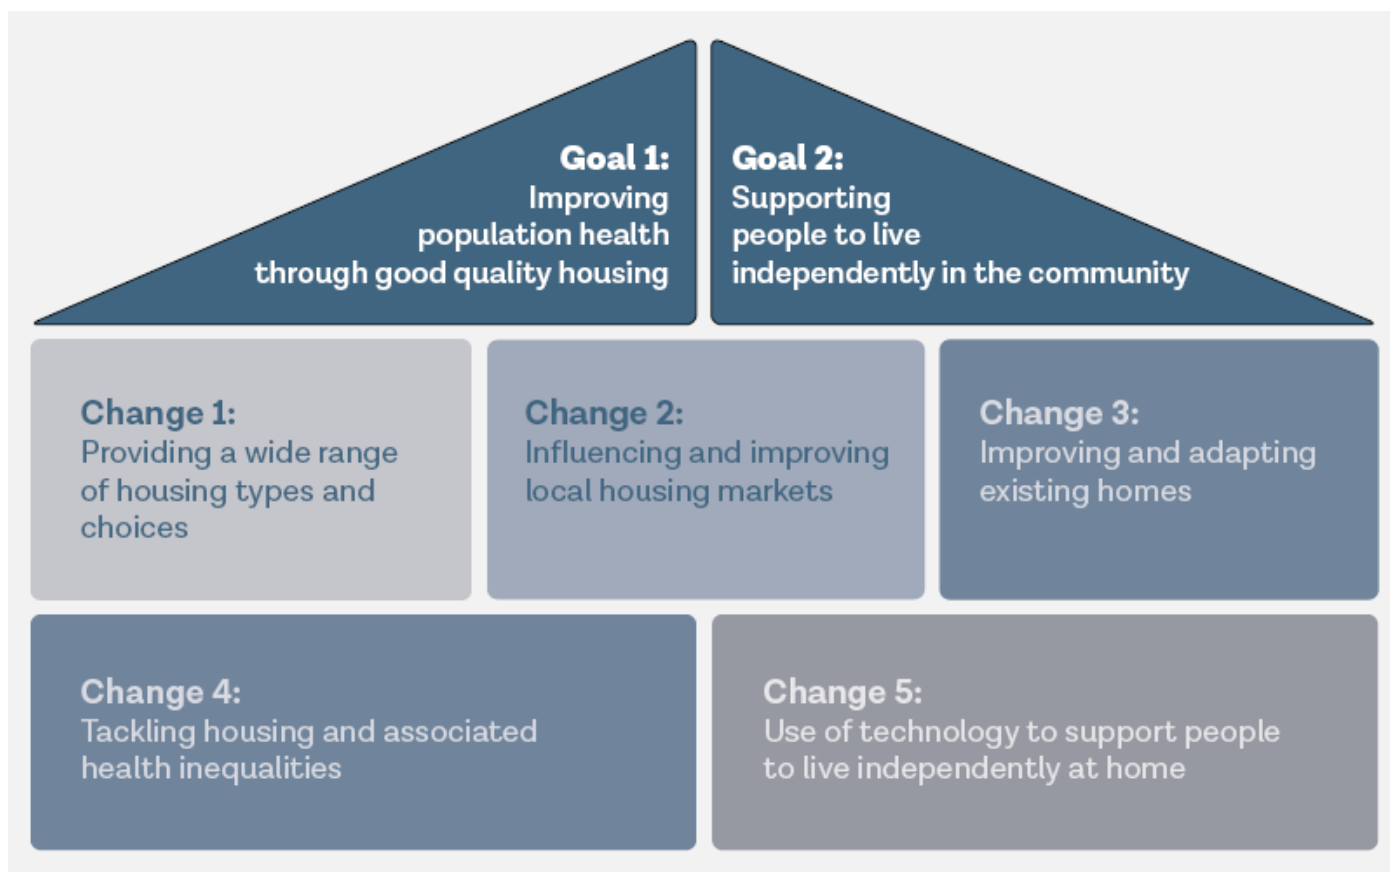 Goal 1:
Improving
population health
through good quality housing
Goal 2:
Supporting
people to live
independently in the community
Change 1:
Providing a wide range
of housing types and
choices
Change 2:
Influencing and improving
local housing markets
Change 3:
Improving and adapting
existing homes
Change 4:
Tackling housing and associated
health inequalities
Change 5:
Use of technology to support people
to live independently at home